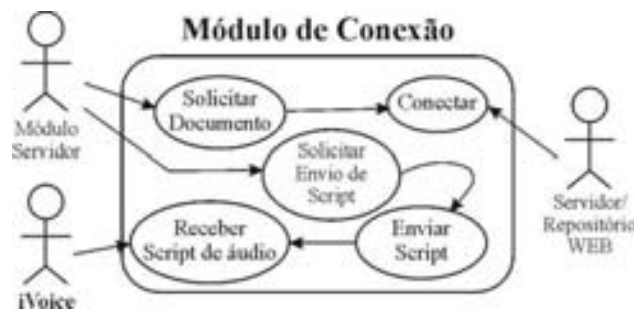 Módulo de Conexão
Solicitar
Documento
Conectar
Módulo
Servidor
Solicitar
Envio de
Script
Servidor/
Repositório
WEB
Receber
Script de áudio
Enviar
Script
iVoice